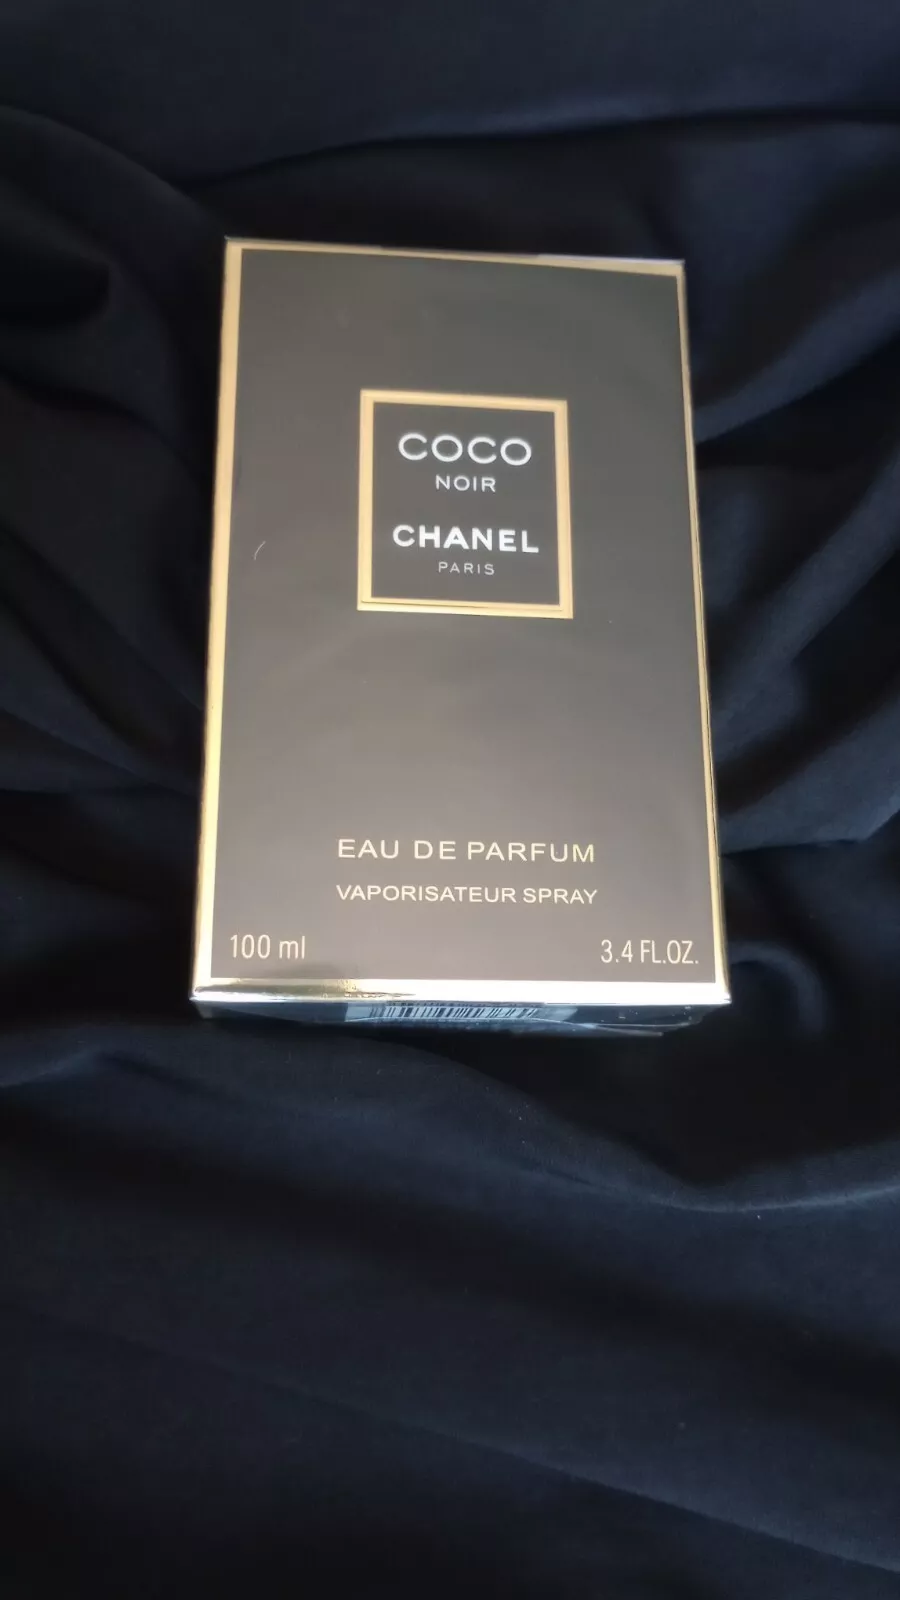 COCO
NOIR
CHANEL
PARIS
EAU DE PARFUM
VAPORISATEUR SPRAY
100 ml
3.4 FL.OZ.